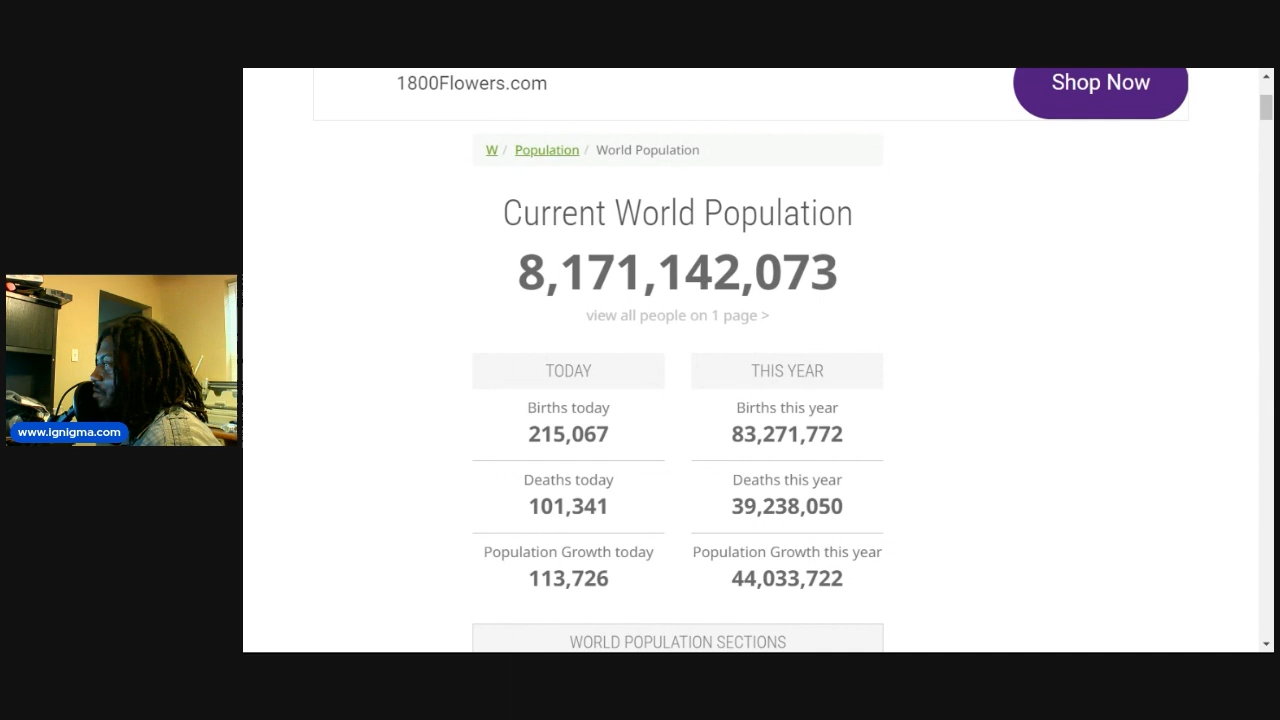 1800Flowers.com
Shop Now
W / Population / World Population
Current World Population
8,171,142,073
view all people on 1 page >
TODAY
THIS YEAR
Births today
Births this year
215,067
83,271,772
Deaths today
Deaths this year
101,341
39,238,050
Population Growth today
Population Growth this year
113,726
44,033,722
WORLD POPULATION SECTIONS
www.ignigma.com